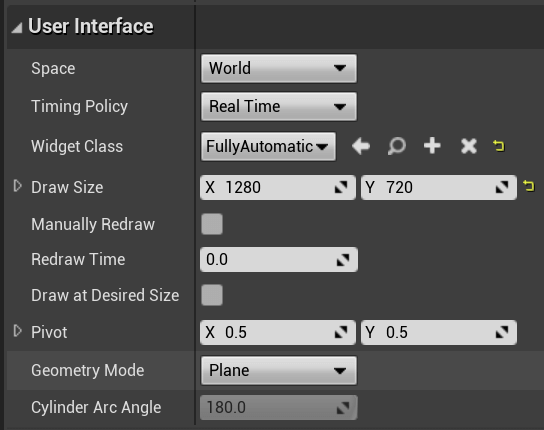 User Interface
Space World
Timing Policy Real Time
Widget Class FullyAutomatic
Draw Size X 1280 Y 720
Manually Redraw
Redraw Time 0.0
Draw at Desired Size
Pivot X 0.5 Y 0.5
Geometry Mode Plane
Cylinder Arc Angle 180.0